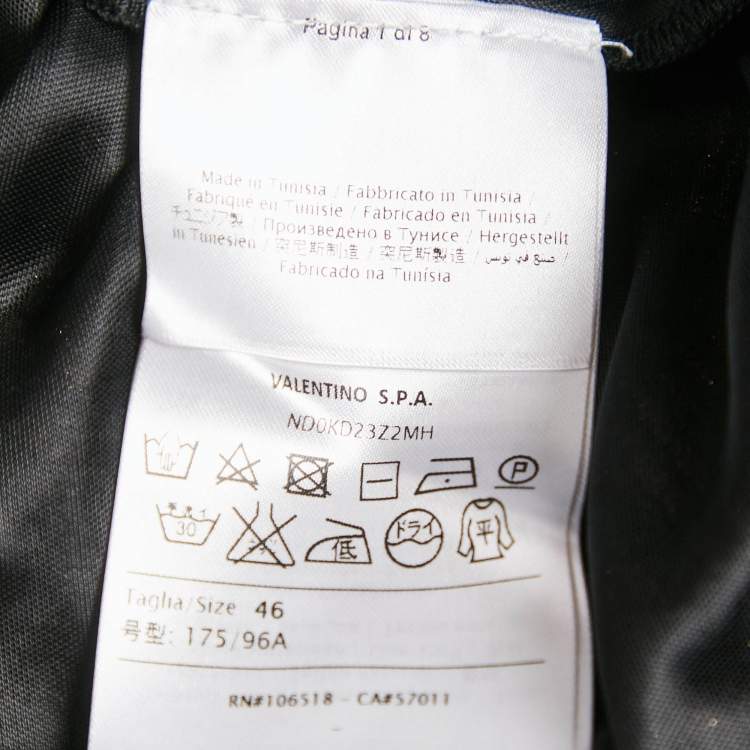 Pagina 1 di 8
Made in Tunisia / Fabbricato in Tunisia /
Fabriqué en Tunisie / Fabricado en Tunisia /
チュニジア製 / Произведено в Тунисе / Hergestellt
in Tunesien / 突尼斯制造 / 突尼斯製造 / صنع في تونس /
Fabricado na Tunísia
VALENTINO S.P.A.
ND0KD23Z2MH
P
手洗イ 30 低 ドライ 平
Taglia/Size 46
号型: 175/96A
RN#106518 - CA#57011